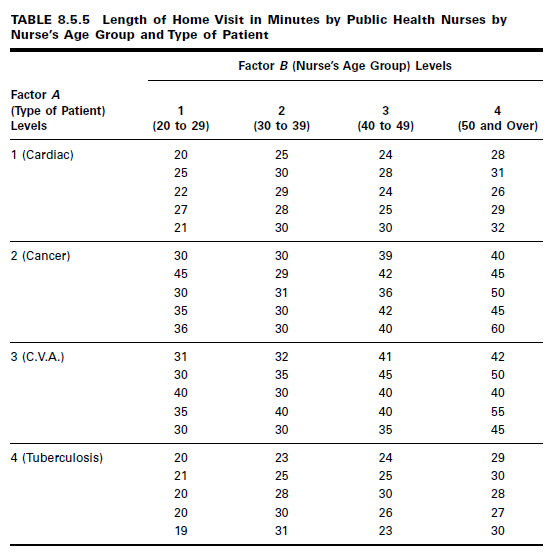 TABLE 8.5.5 Length of Home Visit in Minutes by Public Health Nurses by
Nurse's Age Group and Type of Patient
Factor B (Nurse's Age Group) Levels
Factor A
(Type of Patient) 1 2 3 4
Levels (20 to 29) (30 to 39) (40 to 49) (50 and Over)
1 (Cardiac) 20 25 24 28
25 30 28 31
22 29 24 26
27 28 25 29
21 30 30 32
2 (Cancer) 30 30 39 40
45 29 42 45
30 31 36 50
35 30 42 45
36 30 40 60
3 (C.V.A.) 31 32 41 42
30 35 45 50
40 30 40 40
35 40 40 55
30 30 35 45
4 (Tuberculosis) 20 23 24 29
21 25 25 30
20 28 30 28
20 30 26 27
19 31 23 30